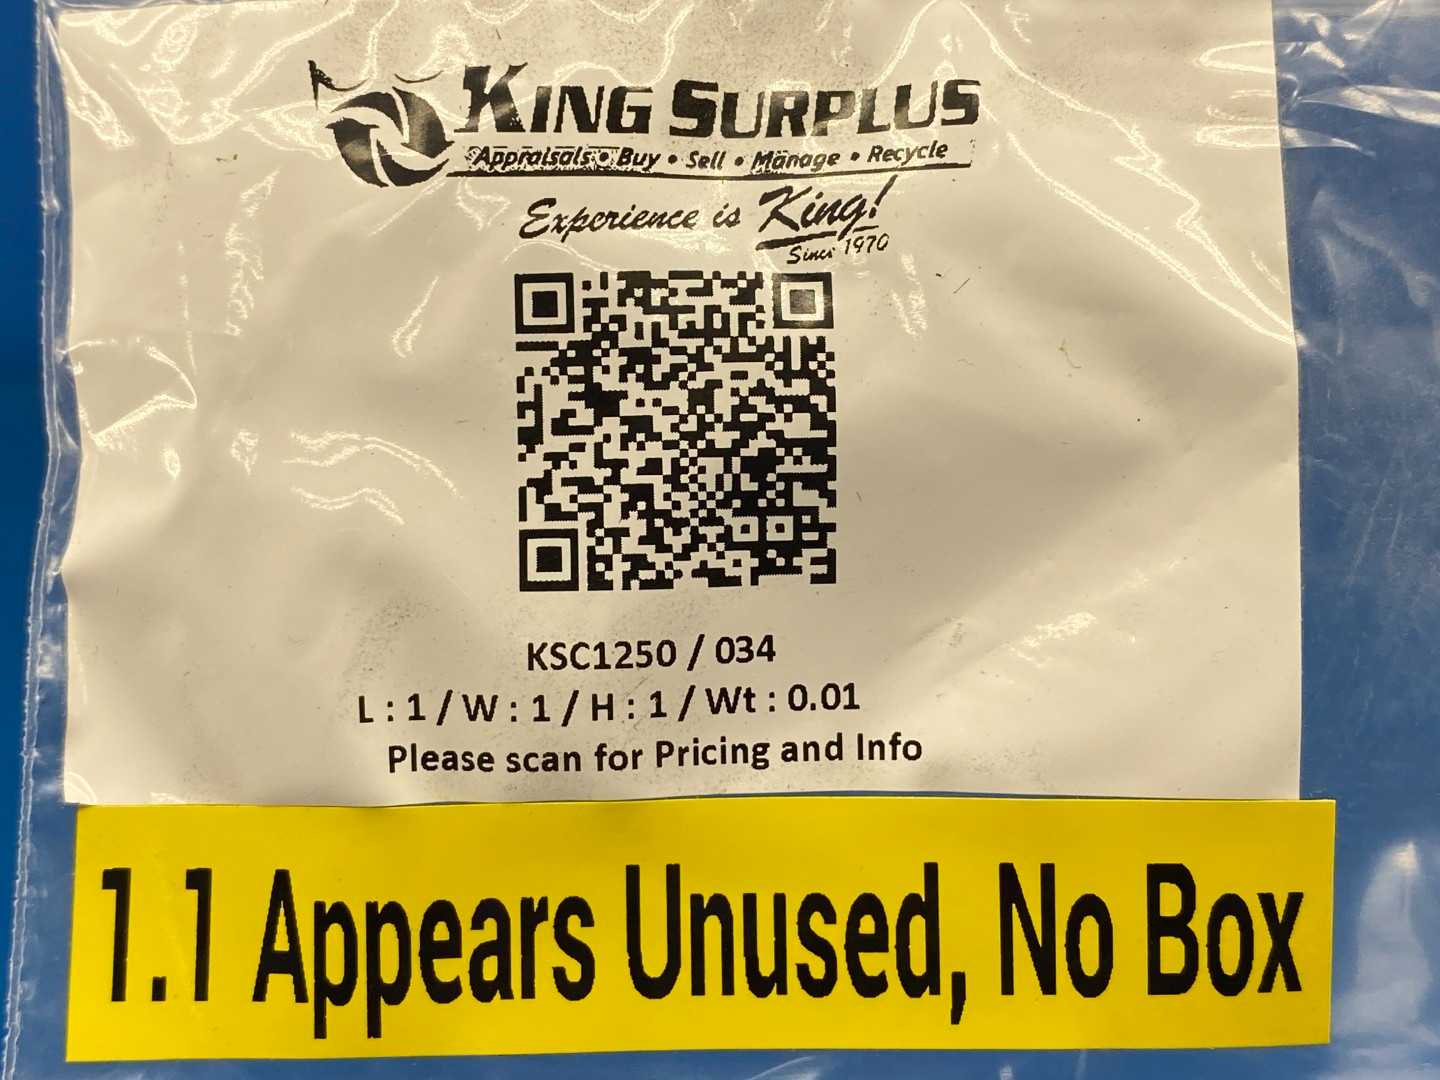 KING SURPLUS
Appraisals • Buy • Sell • Manage • Recycle
Experience is King!
Since 1970
KSC1250 / 034
L : 1 / W : 1 / H : 1 / Wt : 0.01
Please scan for Pricing and Info
1.1 Appears Unused, No Box